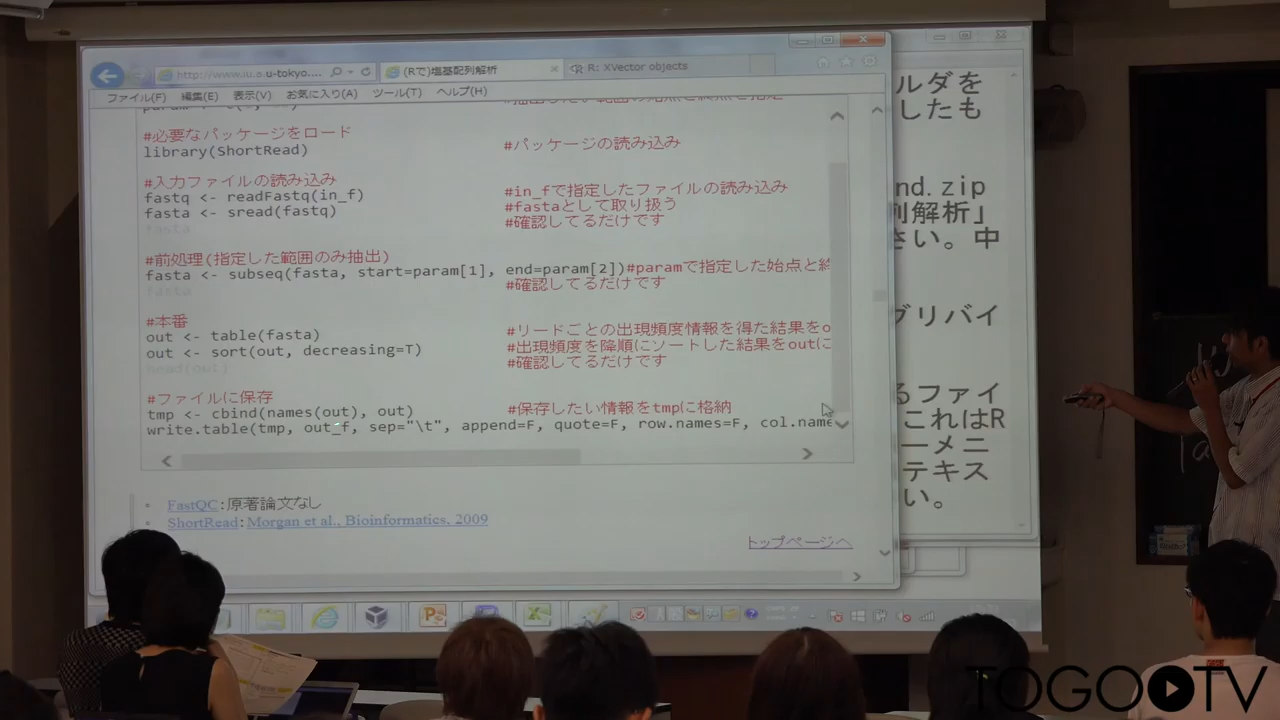 http://www.iu.a.u-tokyo....
(Rで)塩基配列解析
R: XVector objects
ファイル(F) 編集(E) 表示(V) お気に入り(A) ツール(T) ヘルプ(H)
#必要なパッケージをロード
library(ShortRead) #パッケージの読み込み
#入力ファイルの読み込み
fastq <- readFastq(in_f) #in_fで指定したファイルの読み込み
fasta <- sread(fastq) #fastaとして取り扱う
fasta #確認してるだけです
#前処理(指定した範囲のみ抽出)
fasta <- subseq(fasta, start=param[1], end=param[2])#paramで指定した始点と終
fasta #確認してるだけです
#本番
out <- table(fasta) #リードごとの出現頻度情報を得た結果をo
out <- sort(out, decreasing=T) #出現頻度を降順にソートした結果をoutに
head(out) #確認してるだけです
#ファイルに保存
tmp <- cbind(names(out), out) #保存したい情報をtmpに格納
write.table(tmp, out_f, sep="\t", append=F, quote=F, row.names=F, col.name
FastQC:原著論文なし
ShortRead: Morgan et al., Bioinformatics, 2009
トップページへ
ルダを
したも
nd.zip
列解析」
さい。中
ブリバイ
るファイ
これはR
ーメニ
テキス
い。
TOGO TV